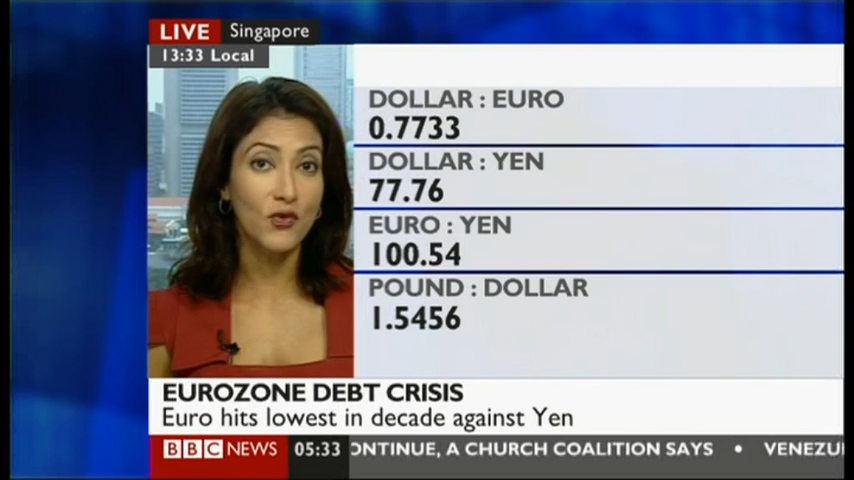 LIVE Singapore
13:33 Local
DOLLAR : EURO
0.7733
DOLLAR : YEN
77.76
EURO : YEN
100.54
POUND : DOLLAR
1.5456
EUROZONE DEBT CRISIS
Euro hits lowest in decade against Yen
BBC NEWS 05:33 ONTINUE, A CHURCH COALITION SAYS • VENEZU